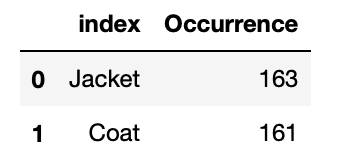 index Occurrence
0 Jacket 163
1 Coat 161